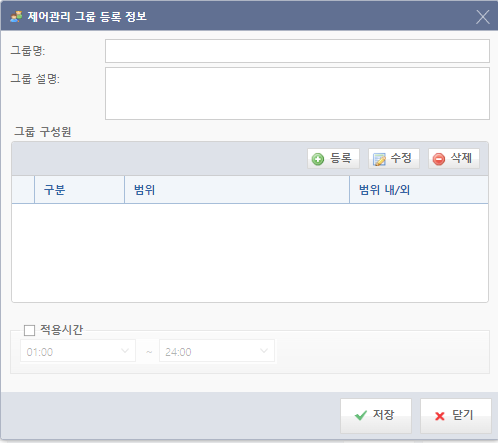 제어관리 그룹 등록 정보
그룹명:
그룹 설명:
그룹 구성원
등록 수정 삭제
구분 범위 범위 내/외
적용시간
01:00 ~ 24:00
저장 닫기